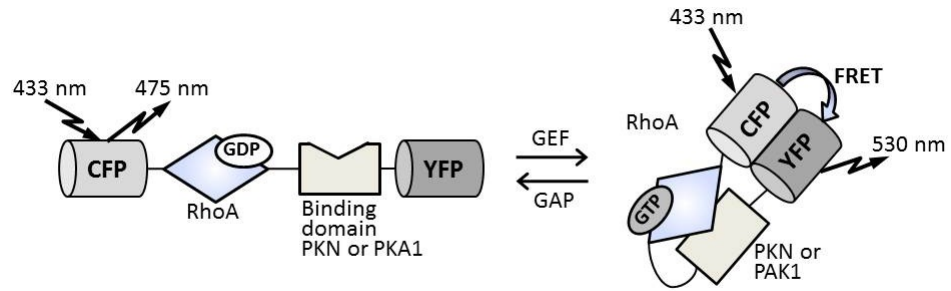 433 nm
475 nm
CFP
GDP
RhoA
Binding
domain
PKN or PKA1
YFP
GEF
GAP
433 nm
FRET
RhoA
CFP
YFP
530 nm
GTP
PKN or
PAK1